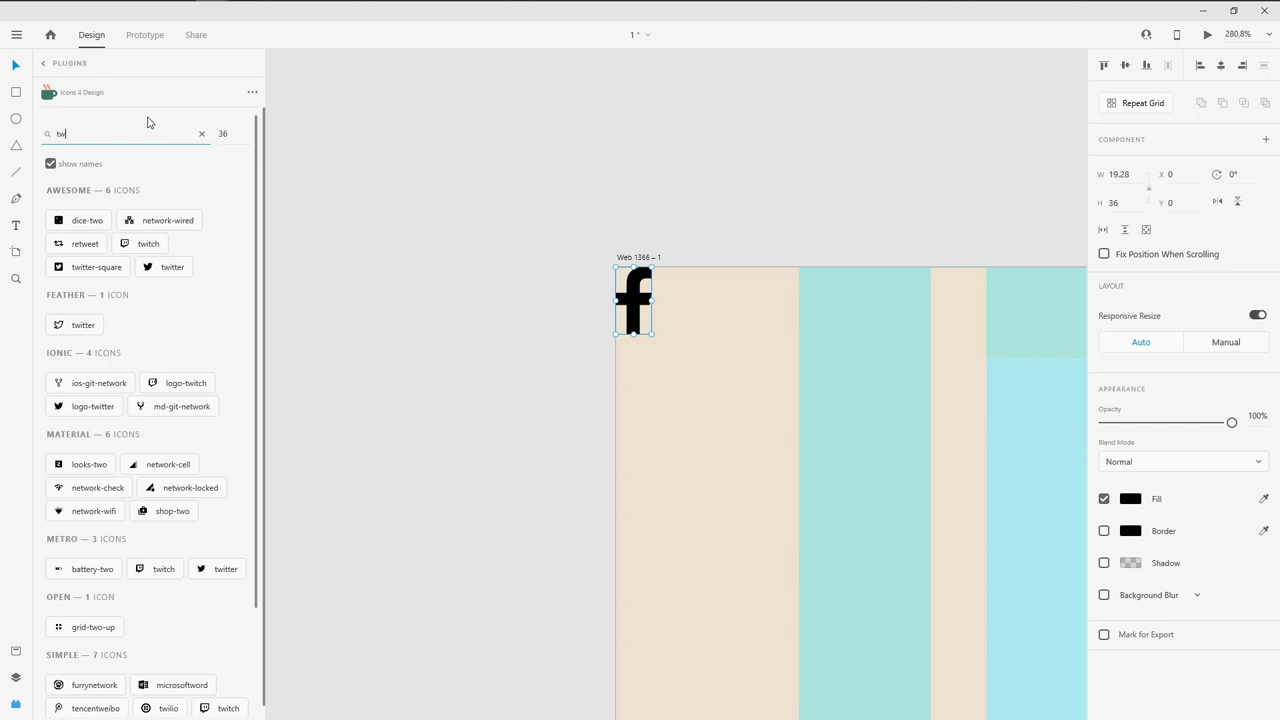 Design Prototype Share
1 *
280,8%
PLUGINS
Icons 4 Design
tw
36
show names
AWESOME — 6 ICONS
dice-two network-wired
retweet twitch
twitter-square twitter
FEATHER — 1 ICON
twitter
IONIC — 4 ICONS
ios-git-network logo-twitch
logo-twitter md-git-network
MATERIAL — 6 ICONS
looks-two network-cell
network-check network-locked
network-wifi shop-two
METRO — 3 ICONS
battery-two twitch twitter
OPEN — 1 ICON
grid-two-up
SIMPLE — 7 ICONS
furrynetwork microsoftword
tencentweibo twilio twitch
Web 1366 – 1
f
Repeat Grid
COMPONENT
W 19.28 X 0 0°
H 36 Y 0
Fix Position When Scrolling
LAYOUT
Responsive Resize
Auto Manual
APPEARANCE
Opacity
100%
Blend Mode
Normal
Fill
Border
Shadow
Background Blur
Mark for Export